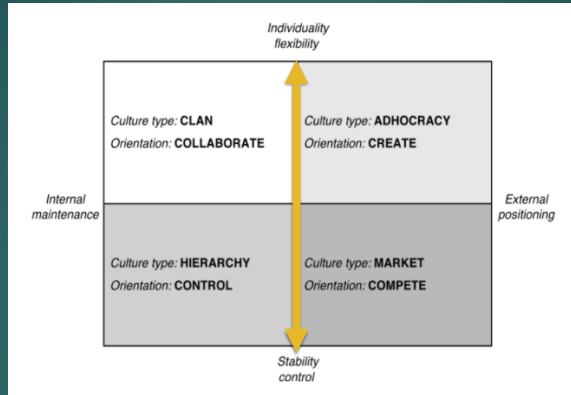 Individuality
flexibility
Culture type: CLAN
Orientation: COLLABORATE
Culture type: ADHOCRACY
Orientation: CREATE
Internal
maintenance
External
positioning
Culture type: HIERARCHY
Orientation: CONTROL
Culture type: MARKET
Orientation: COMPETE
Stability
control